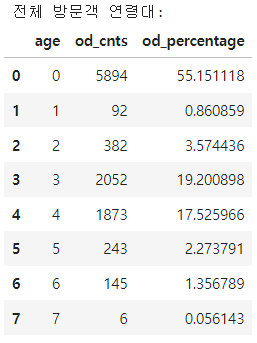 전체 방문객 연령대:
age od_cnts od_percentage
0 0 5894 55.151118
1 1 92 0.860859
2 2 382 3.574436
3 3 2052 19.200898
4 4 1873 17.525966
5 5 243 2.273791
6 6 145 1.356789
7 7 6 0.056143